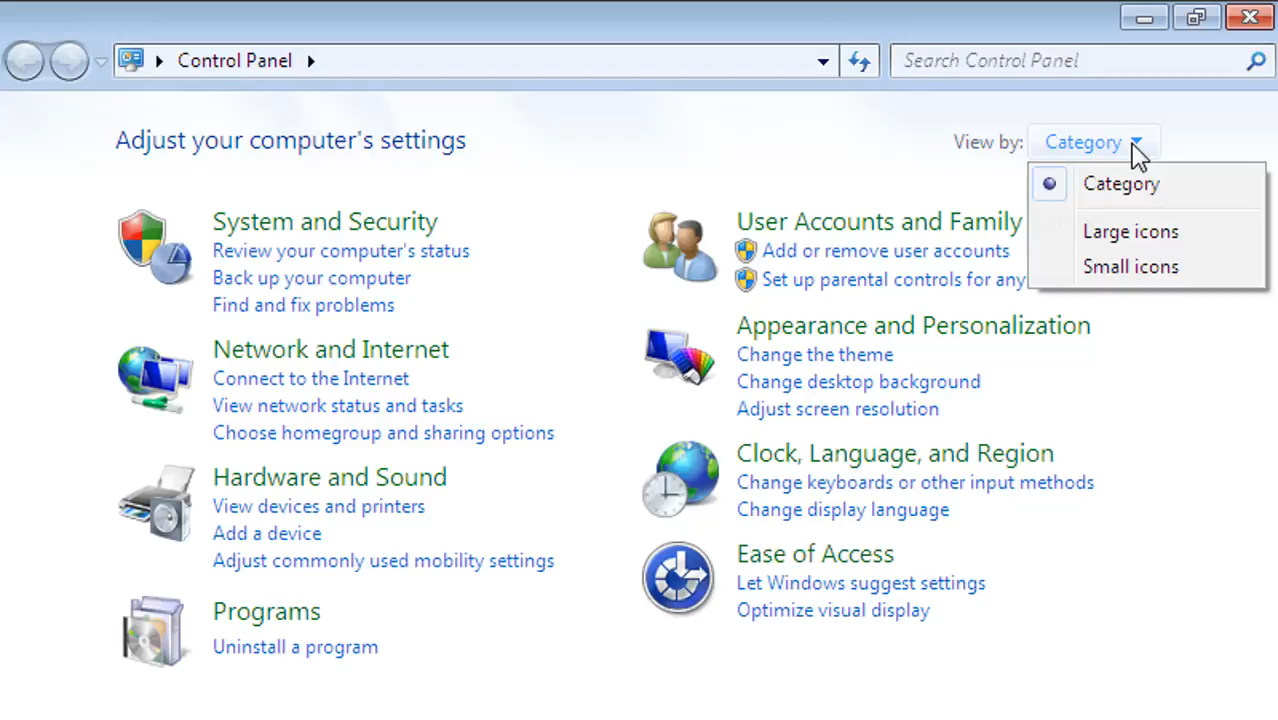 Control Panel
Search Control Panel
Adjust your computer's settings
View by: Category
Category
Large icons
Small icons
System and Security
Review your computer's status
Back up your computer
Find and fix problems
Network and Internet
Connect to the Internet
View network status and tasks
Choose homegroup and sharing options
Hardware and Sound
View devices and printers
Add a device
Adjust commonly used mobility settings
Programs
Uninstall a program
User Accounts and Family
Add or remove user accounts
Set up parental controls for any
Appearance and Personalization
Change the theme
Change desktop background
Adjust screen resolution
Clock, Language, and Region
Change keyboards or other input methods
Change display language
Ease of Access
Let Windows suggest settings
Optimize visual display